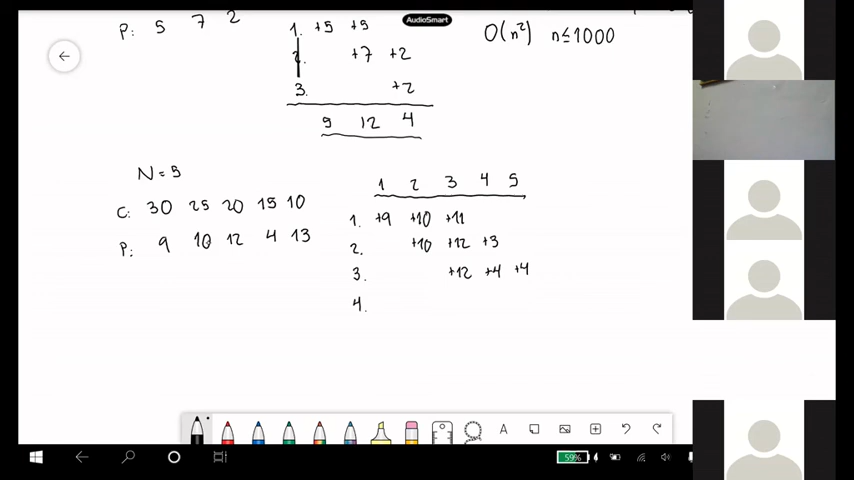 AudioSmart
P: 5 7 2
1. +5 +5
O(n²) n≤1000
2. +7 +2
3. +2
9 12 4
N = 5
1 2 3 4 5
C: 30 25 20 15 10
P: 9 10 12 4 13
1. +9 +10 +11
2. +10 +12 +3
3. +12 +4 +4
4.
A
59%